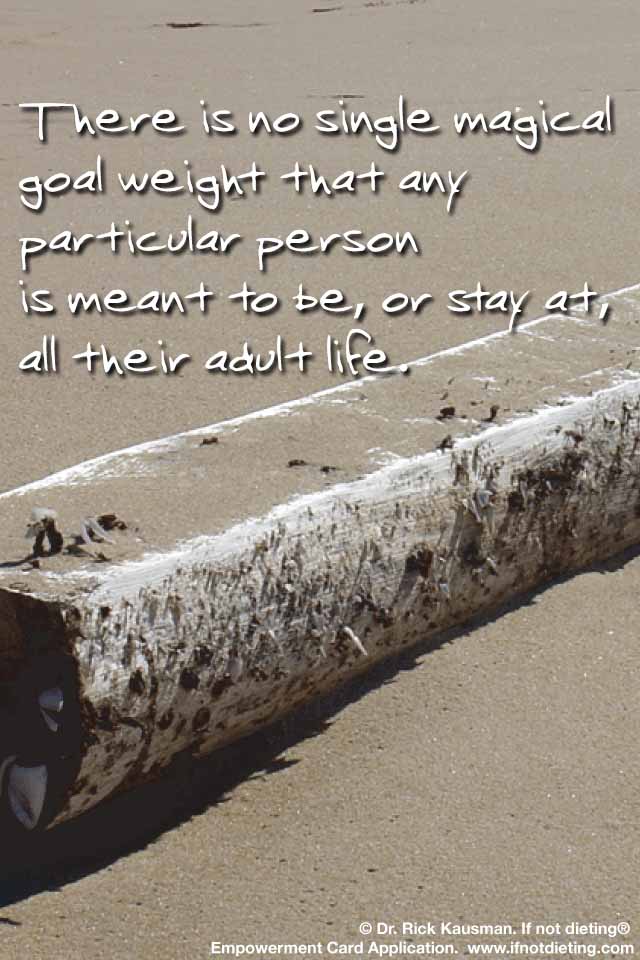 There is no single magical
goal weight that any
particular person
is meant to be, or stay at,
all their adult life.
© Dr. Rick Kausman. If not dieting®
Empowerment Card Application. www.ifnotdieting.com